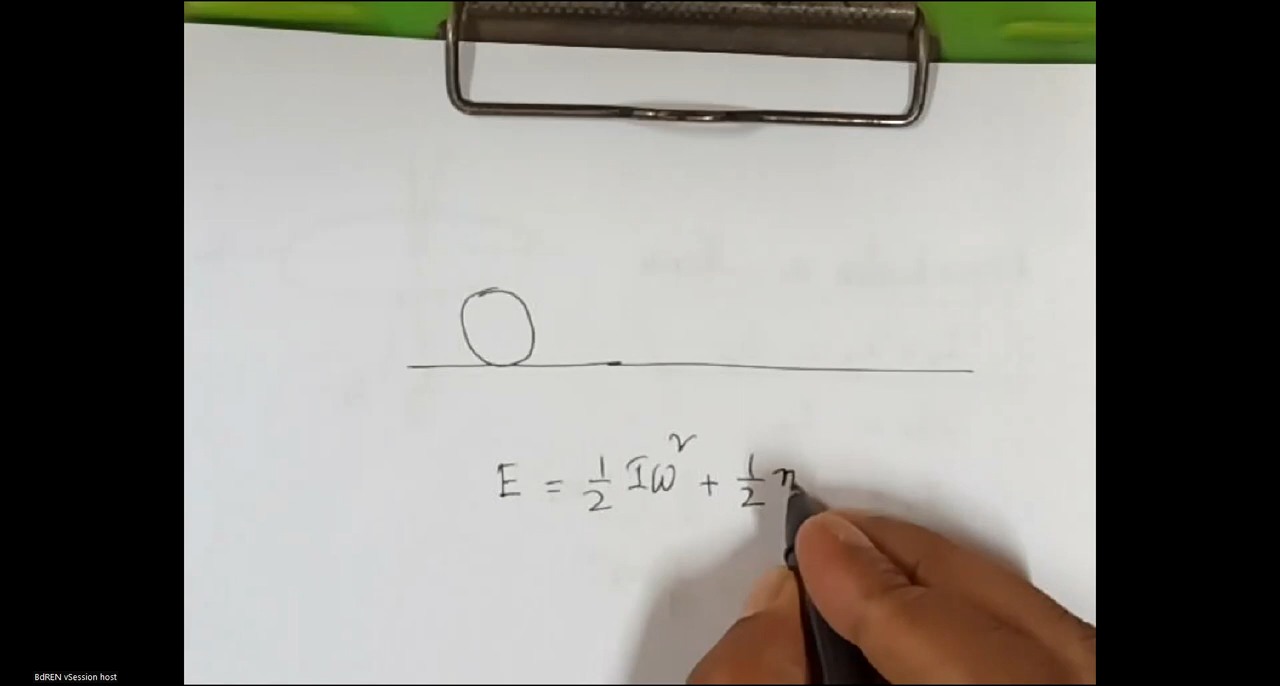 E = 1/2 Iω² + 1/2 m
BdREN vSession host